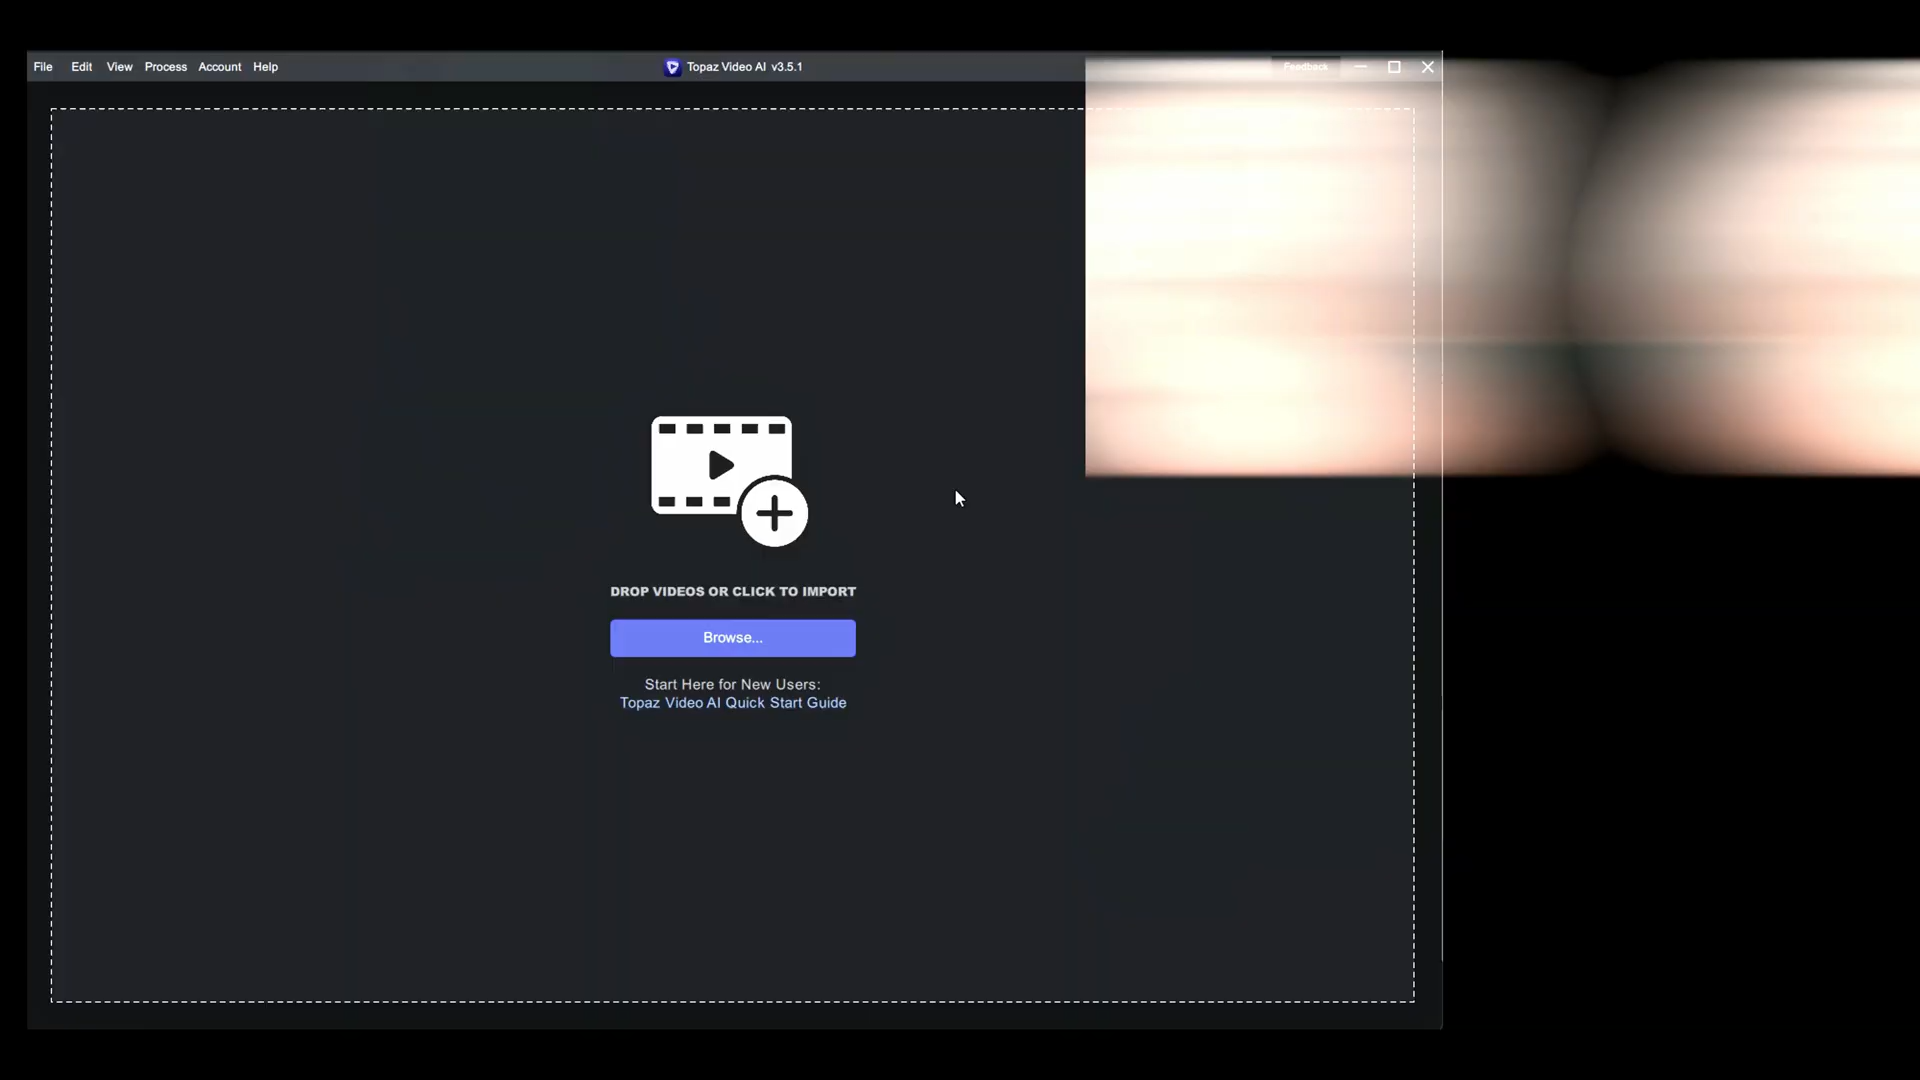 File Edit View Process Account Help
Topaz Video AI v3.5.1
Feedback
DROP VIDEOS OR CLICK TO IMPORT
Browse...
Start Here for New Users:
Topaz Video AI Quick Start Guide